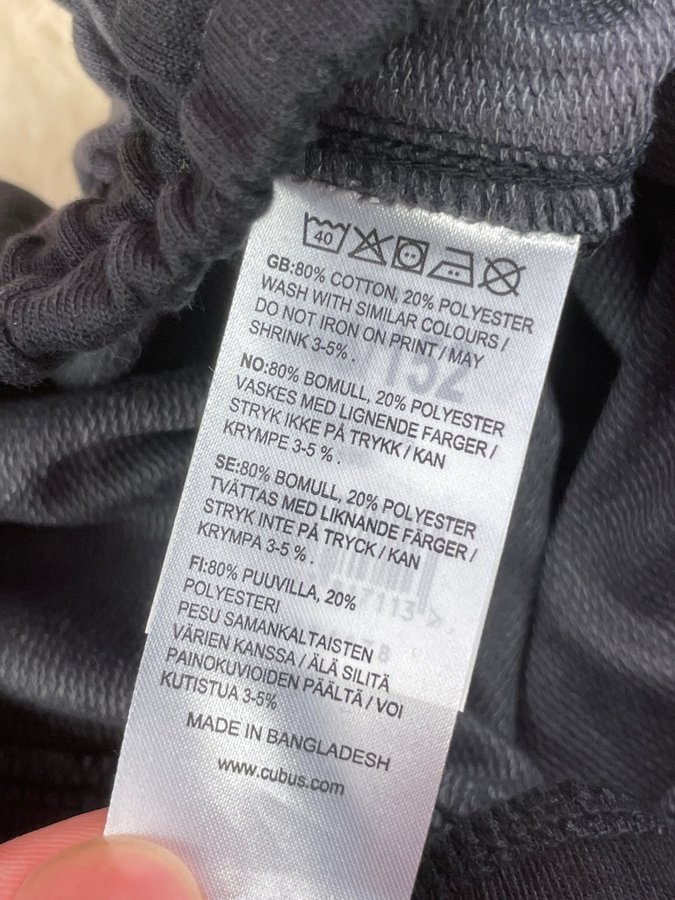 40
GB:80% COTTON, 20% POLYESTER
WASH WITH SIMILAR COLOURS /
DO NOT IRON ON PRINT / MAY
SHRINK 3-5% .
152
NO:80% BOMULL, 20% POLYESTER
VASKES MED LIGNENDE FARGER /
STRYK IKKE PÅ TRYKK / KAN
KRYMPE 3-5 % .
SE:80% BOMULL, 20% POLYESTER
TVÄTTAS MED LIKNANDE FÄRGER /
STRYK INTE PÅ TRYCK / KAN
KRYMPA 3-5% .
FI:80% PUUVILLA, 20%
POLYESTERI
PESU SAMANKALTAISTEN
VÄRIEN KANSSA / ÄLÄ SILITÄ
PAINOKUVIOIDEN PÄÄLTÄ / VOI
KUTISTUA 3-5%
MADE IN BANGLADESH
www.cubus.com